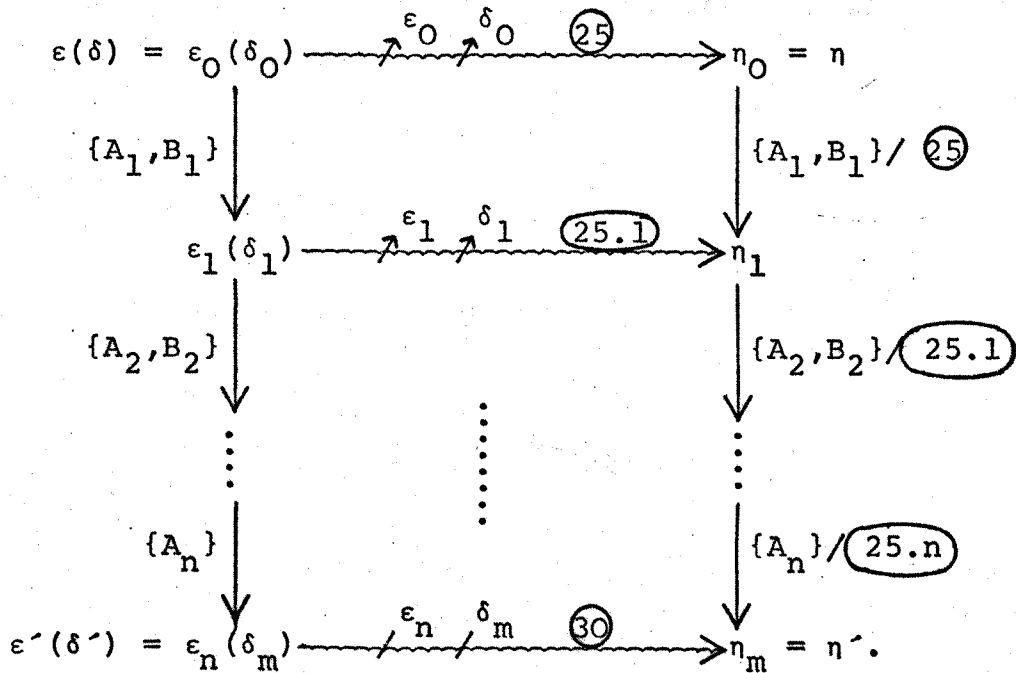 ε(δ) = ε₀(δ₀) ε₀ δ₀ 25 η₀ = η
{A₁,B₁} {A₁,B₁}/ 25
ε₁(δ₁) ε₁ δ₁ 25.1 η₁
{A₂,B₂} {A₂,B₂}/ 25.1
{Aₙ} {Aₙ}/ 25.n
ε´(δ´) = εₙ(δₘ) εₙ δₘ 30 ηₘ = η´.